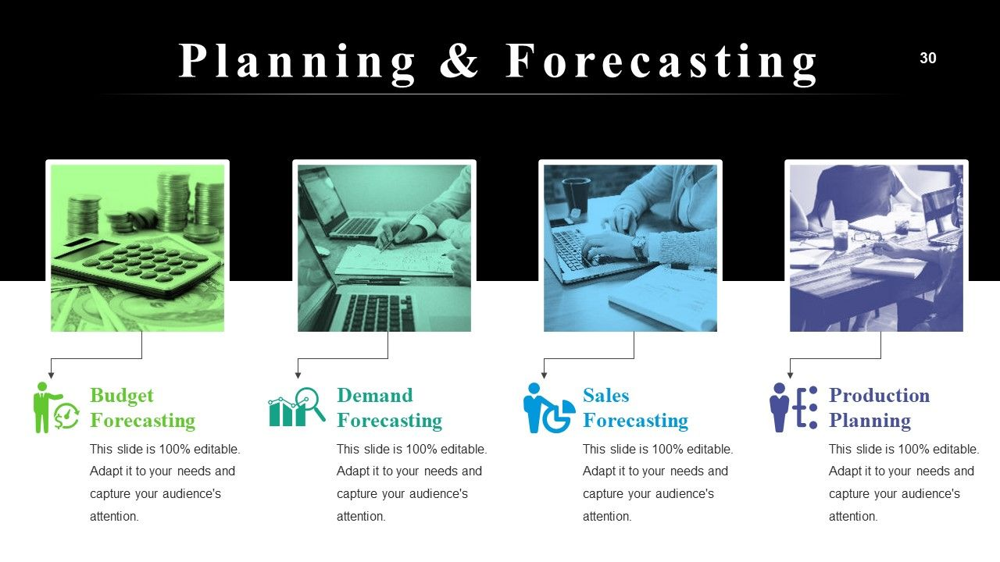 Planning & Forecasting
30
Budget
Forecasting
This slide is 100% editable.
Adapt it to your needs and
capture your audience's
attention.
Demand
Forecasting
This slide is 100% editable.
Adapt it to your needs and
capture your audience's
attention.
Sales
Forecasting
This slide is 100% editable.
Adapt it to your needs and
capture your audience's
attention.
Production
Planning
This slide is 100% editable.
Adapt it to your needs and
capture your audience's
attention.